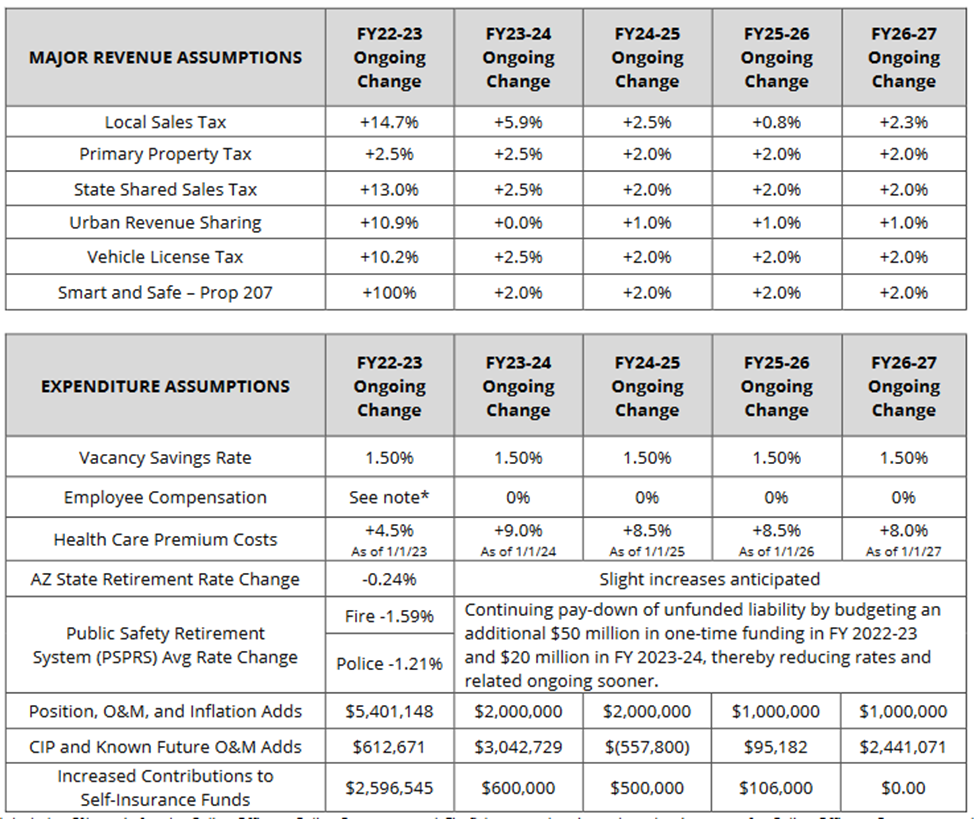 MAJOR REVENUE ASSUMPTIONS
FY22-23 Ongoing Change
FY23-24 Ongoing Change
FY24-25 Ongoing Change
FY25-26 Ongoing Change
FY26-27 Ongoing Change
Local Sales Tax +14.7% +5.9% +2.5% +0.8% +2.3%
Primary Property Tax +2.5% +2.5% +2.0% +2.0% +2.0%
State Shared Sales Tax +13.0% +2.5% +2.0% +2.0% +2.0%
Urban Revenue Sharing +10.9% +0.0% +1.0% +1.0% +1.0%
Vehicle License Tax +10.2% +2.5% +2.0% +2.0% +2.0%
Smart and Safe – Prop 207 +100% +2.0% +2.0% +2.0% +2.0%
EXPENDITURE ASSUMPTIONS
FY22-23 Ongoing Change
FY23-24 Ongoing Change
FY24-25 Ongoing Change
FY25-26 Ongoing Change
FY26-27 Ongoing Change
Vacancy Savings Rate 1.50% 1.50% 1.50% 1.50% 1.50%
Employee Compensation See note* 0% 0% 0% 0%
Health Care Premium Costs +4.5% +9.0% +8.5% +8.5% +8.0%
As of 1/1/23 As of 1/1/24 As of 1/1/25 As of 1/1/26 As of 1/1/27
AZ State Retirement Rate Change -0.24% Slight increases anticipated
Public Safety Retirement
System (PSPRS) Avg Rate Change
Fire -1.59%
Police -1.21%
Continuing pay-down of unfunded liability by budgeting an
additional $50 million in one-time funding in FY 2022-23
and $20 million in FY 2023-24, thereby reducing rates and
related ongoing sooner.
Position, O&M, and Inflation Adds $5,401,148 $2,000,000 $2,000,000 $1,000,000 $1,000,000
CIP and Known Future O&M Adds $612,671 $3,042,729 $(557,800) $95,182 $2,441,071
Increased Contributions to
Self-Insurance Funds
$2,596,545 $600,000 $500,000 $106,000 $0.00